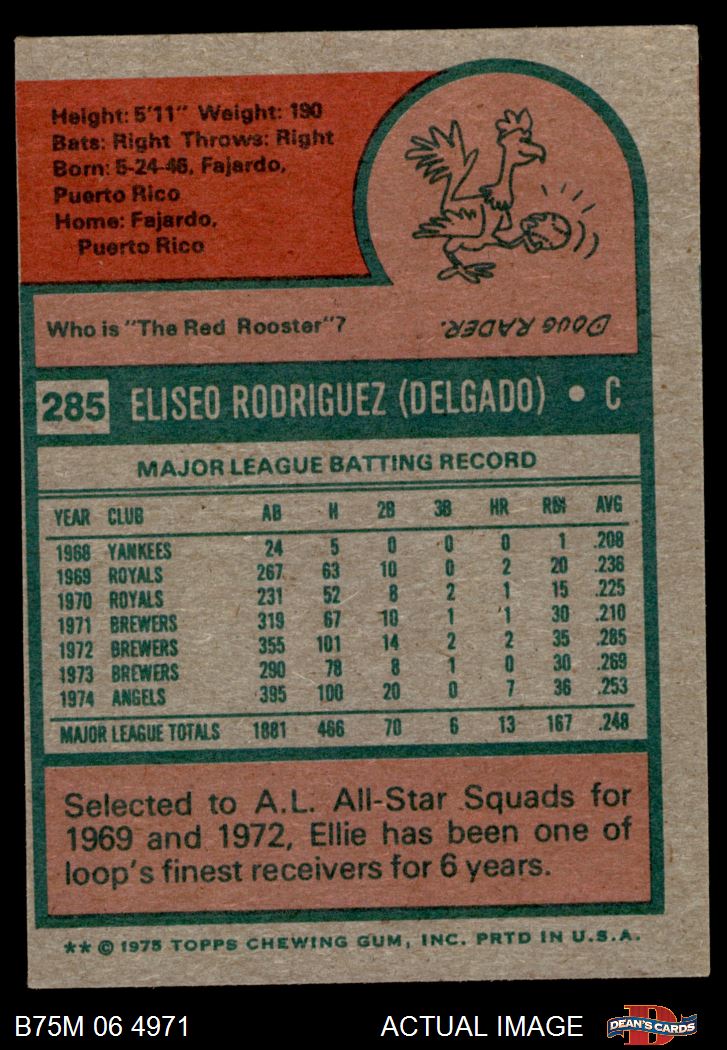 Height: 5'11" Weight: 190
Bats: Right Throws: Right
Born: 5-24-46, Fajardo,
Puerto Rico
Home: Fajardo,
Puerto Rico
Who is "The Red Rooster"?
DOUG RADER.
285 ELISEO RODRIGUEZ (DELGADO) • C
MAJOR LEAGUE BATTING RECORD
YEAR CLUB AB H 2B 3B HR RBI AVG
1968 YANKEES 24 5 0 0 0 1 .208
1969 ROYALS 267 63 10 0 2 20 .236
1970 ROYALS 231 52 8 2 1 15 .225
1971 BREWERS 319 67 10 1 1 30 .210
1972 BREWERS 355 101 14 2 2 35 .285
1973 BREWERS 290 78 8 1 0 30 .269
1974 ANGELS 395 100 20 0 7 36 .253
MAJOR LEAGUE TOTALS 1881 466 70 6 13 167 .248
Selected to A.L. All-Star Squads for
1969 and 1972, Ellie has been one of
loop's finest receivers for 6 years.
** © 1975 TOPPS CHEWING GUM, INC. PRTD IN U.S.A.
B75M 06 4971 ACTUAL IMAGE D DEAN'S CARDS